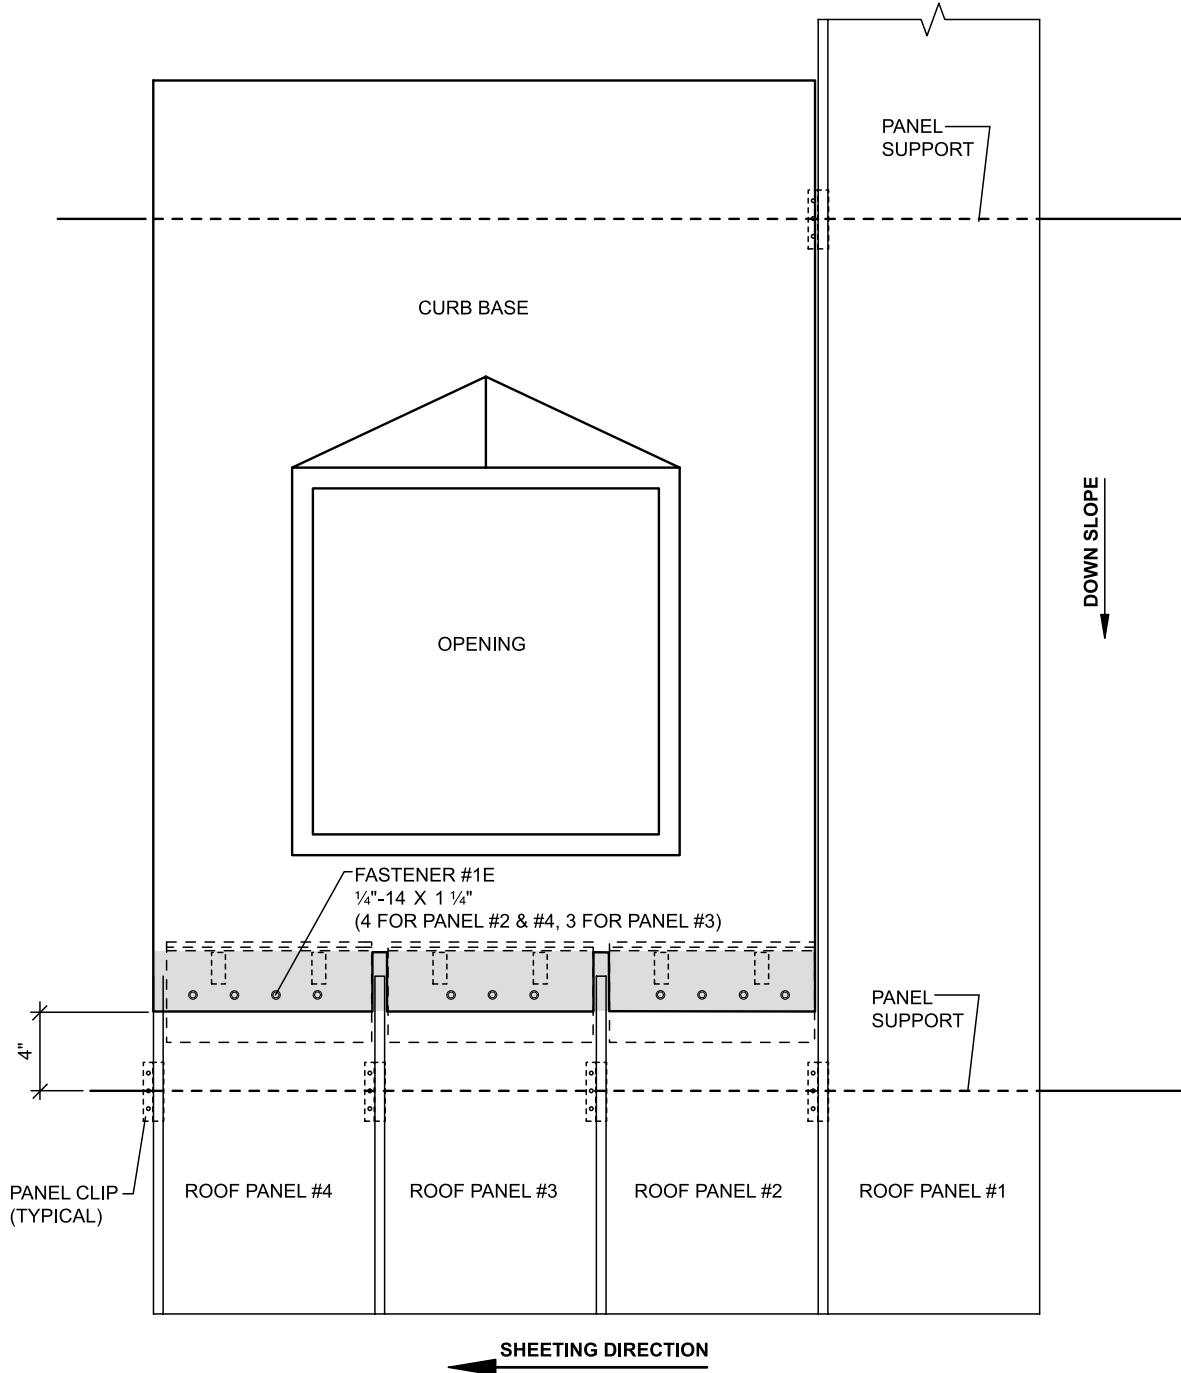 PANEL
SUPPORT
CURB BASE
DOWN SLOPE
OPENING
FASTENER #1E
¼"-14 X 1 ¼"
(4 FOR PANEL #2 & #4, 3 FOR PANEL #3)
PANEL
SUPPORT
4"
PANEL CLIP
(TYPICAL)
ROOF PANEL #4
ROOF PANEL #3
ROOF PANEL #2
ROOF PANEL #1
SHEETING DIRECTION